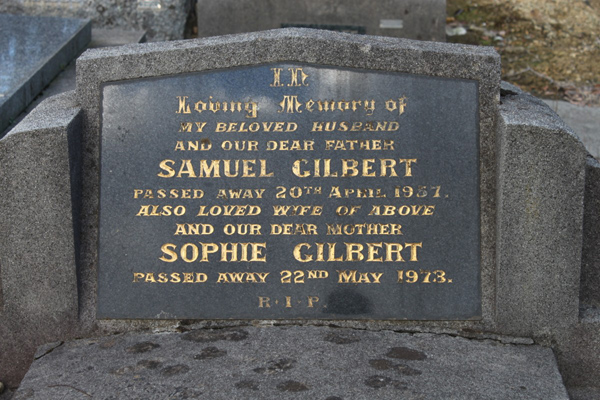 In
Loving Memory of
MY BELOVED HUSBAND
AND OUR DEAR FATHER
SAMUEL GILBERT
PASSED AWAY 20TH APRIL 1957.
ALSO LOVED WIFE OF ABOVE
AND OUR DEAR MOTHER
SOPHIE GILBERT
PASSED AWAY 22ND MAY 1973.
R·I·P.